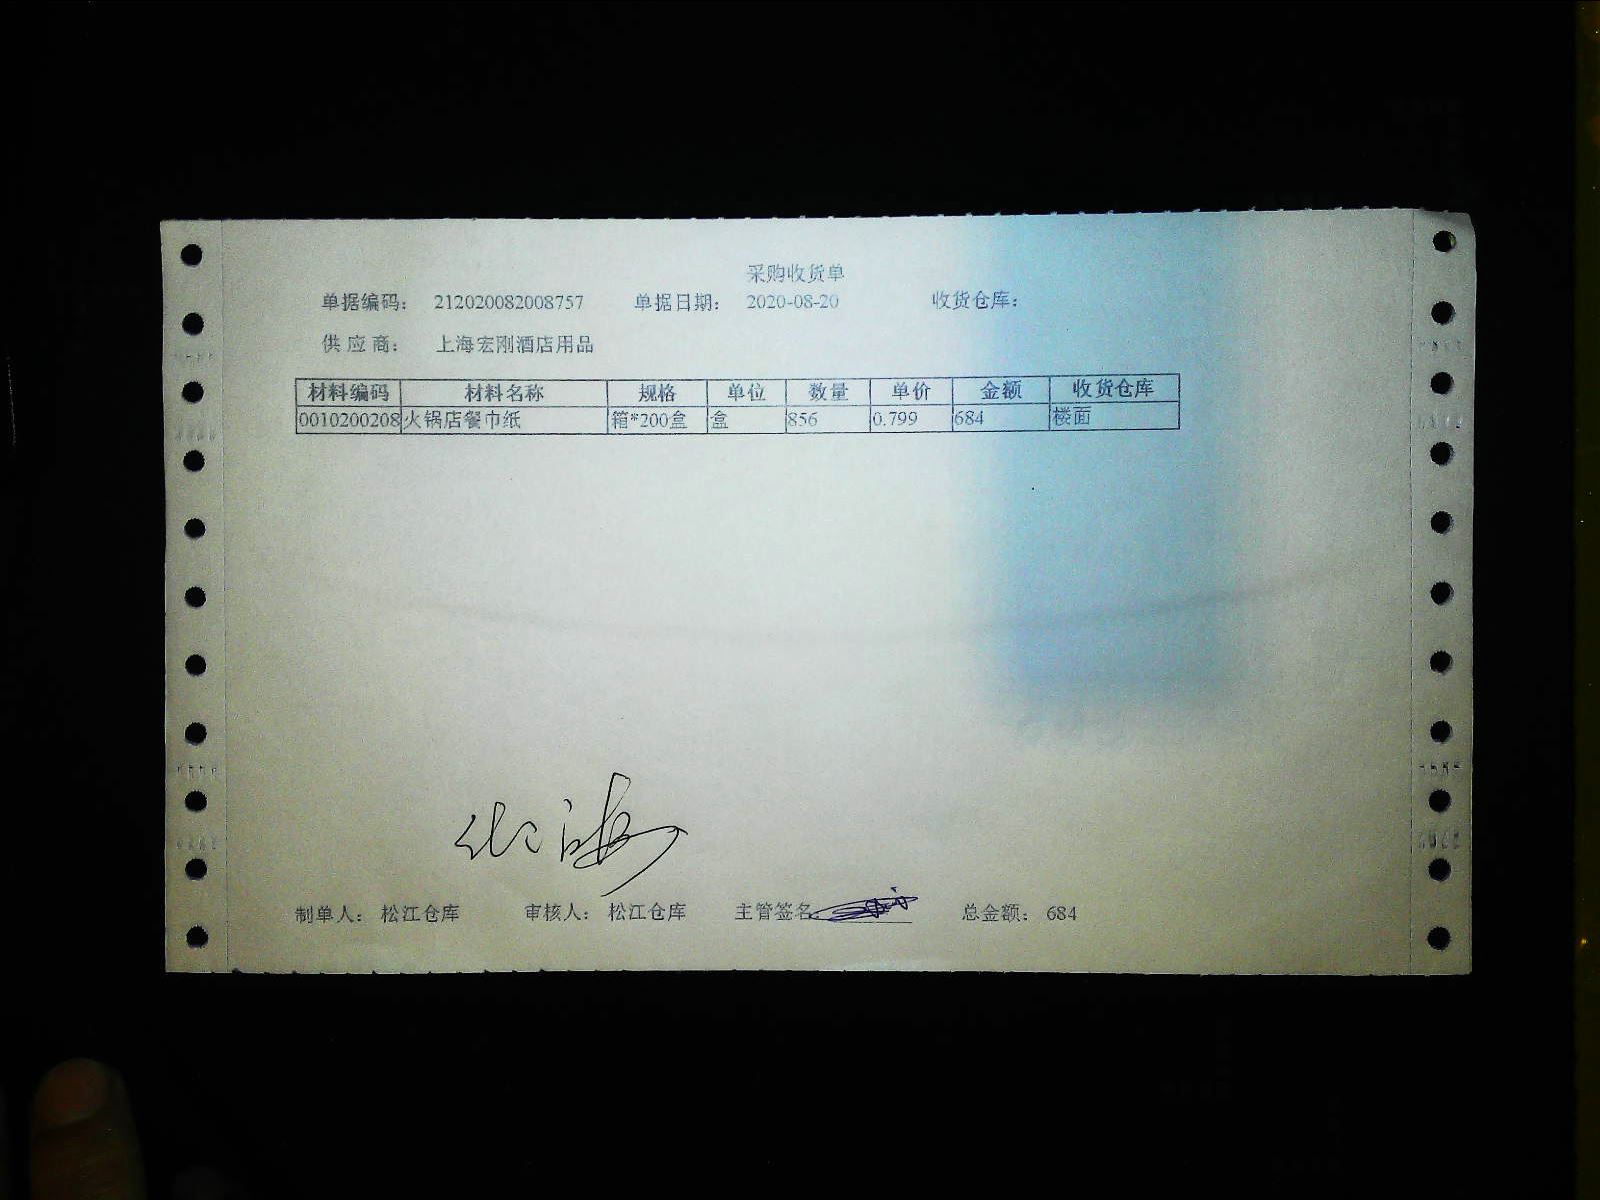 采购收货单
单据编码： 212020082008757 单据日期： 2020-08-20 收货仓库：
供 应 商： 上海宏刚酒店用品
材料编码 材料名称 规格 单位 数量 单价 金额 收货仓库
0010200208 火锅店餐巾纸 箱*200盒 盒 856 0.799 684 楼面
制单人： 松江仓库 审核人： 松江仓库 主管签名 总金额： 684